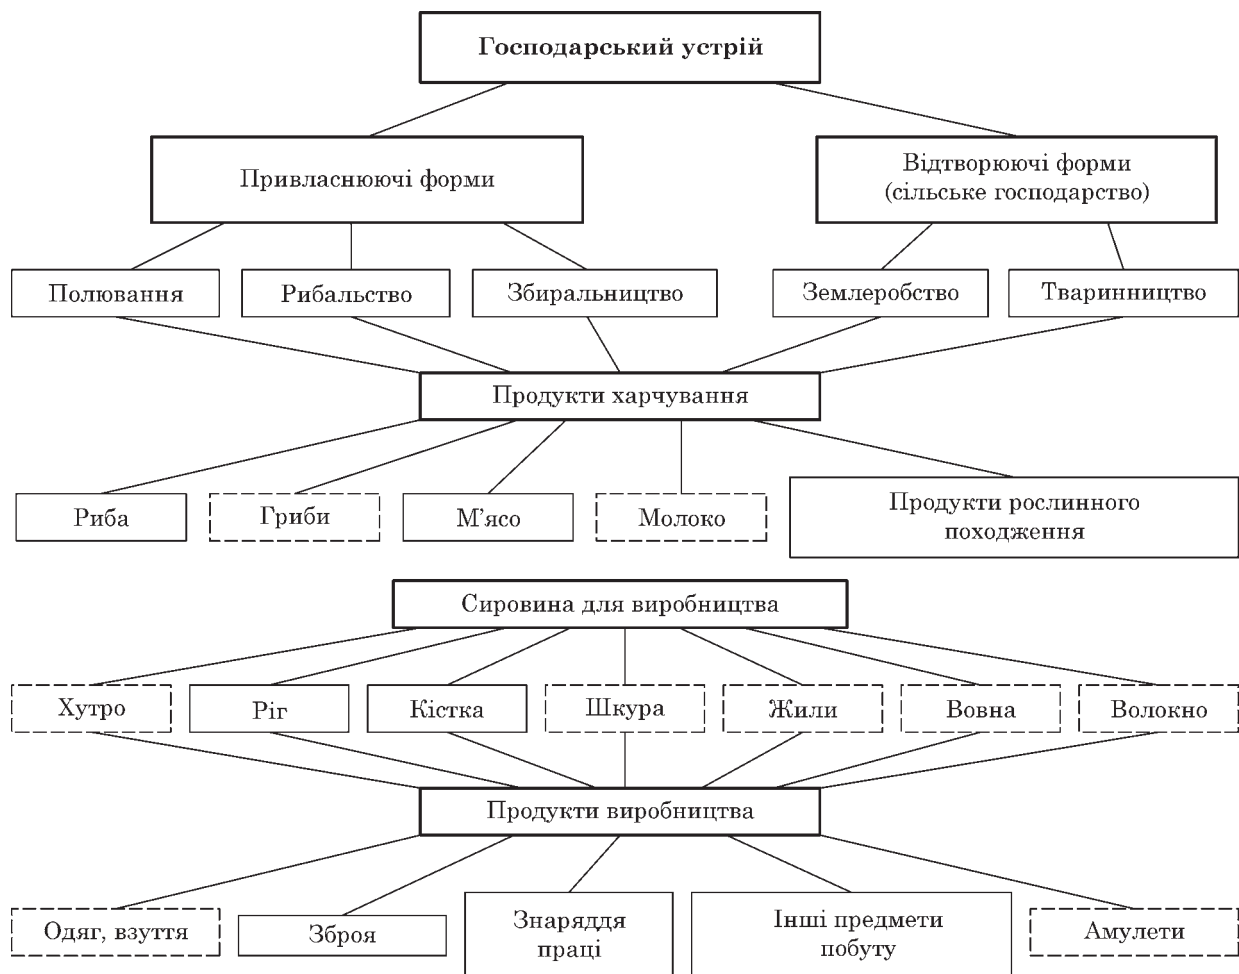 Господарський устрій
Привласнюючі форми
Відтворюючі форми
(сільське господарство)
Полювання
Рибальство
Збиральництво
Землеробство
Тваринництво
Продукти харчування
Риба
Гриби
М’ясо
Молоко
Продукти рослинного
походження
Сировина для виробництва
Хутро
Ріг
Кістка
Шкура
Жили
Вовна
Волокно
Продукти виробництва
Одяг, взуття
Зброя
Знаряддя
праці
Інші предмети
побуту
Амулети